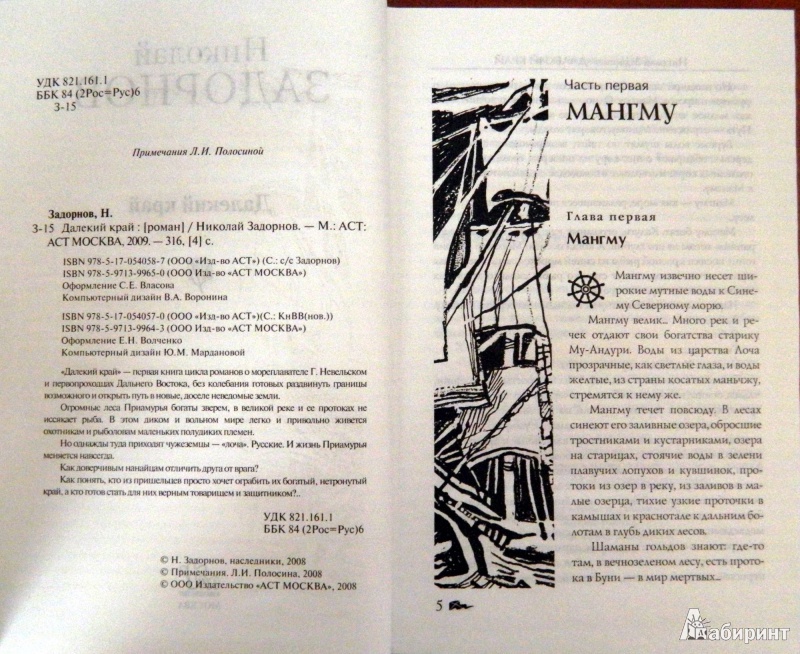 УДК 821.161.1
ББК 84 (2Рос=Рус)6
З-15
Примечания Л.И. Полосиной
Задорнов, Н.
З-15 Далекий край : [роман] / Николай Задорнов. — М.: АСТ:
АСТ МОСКВА, 2009. — 316, [4] с.
ISBN 978-5-17-054058-7 (ООО «Изд-во АСТ») (С.: с/с Задорнов)
ISBN 978-5-9713-9965-0 (ООО Изд-во «АСТ МОСКВА»)
Оформление С.Е. Власова
Компьютерный дизайн В.А. Воронина
ISBN 978-5-17-054057-0 (ООО «Изд-во АСТ»)(С.: КнВВ(нов.))
ISBN 978-5-9713-9964-3 (ООО Изд-во «АСТ МОСКВА»)
Оформление Е.Н. Волченко
Компьютерный дизайн Ю.М. Мардановой
«Далекий край» — первая книга цикла романов о мореплавателе Г. Невельском
и первопроходцах Дальнего Востока, без колебания готовых раздвинуть границы
возможного и открыть путь в новые, доселе неведомые земли.
Огромные леса Приамурья богаты зверем, в великой реке и ее протоках не
иссякает рыба. В этом диком и вольном мире легко и привольно живется
охотникам и рыболовам маленьких полудиких племен.
Но однажды туда приходят чужеземцы — «лоча». Русские. И жизнь Приамурья
меняется навсегда.
Как доверчивым нанайцам отличить друга от врага?
Как понять, кто из пришельцев просто хочет ограбить их богатый, нетронутый
край, а кто готов стать для них верным товарищем и защитником?..
УДК 821.161.1
ББК 84 (2Рос=Рус)6
© Н. Задорнов, наследники, 2008
© Примечания. Л.И. Полосина, 2008
© ООО Издательство «АСТ МОСКВА», 2008
Часть первая
МАНГМУ
Глава первая
Мангму
Мангму извечно несет ши-
рокие мутные воды к Сине-
му Северному морю.
Мангму велик... Много рек и ре-
чек отдают свои богатства старику
Му-Андури. Воды из царства Лоча
прозрачные, как светлые глаза, и воды
желтые, из страны косатых маньчжу,
стремятся к нему же.
Мангму течет повсюду. В лесах
синеют его заливные озера, обросшие
тростниками и кустарниками, озера
на старицах, стоячие воды в зелени
плавучих лопухов и кувшинок, про-
токи из озер в реку, из заливов в ма-
лые озерца, тихие узкие проточки в
камышах и краснотале к дальним бо-
лотам в глубь диких лесов.
Шаманы гольдов знают: где-то
там, в вечнозеленом лесу, есть прото-
ка в Буни — в мир мертвых...
5
Лабиринт